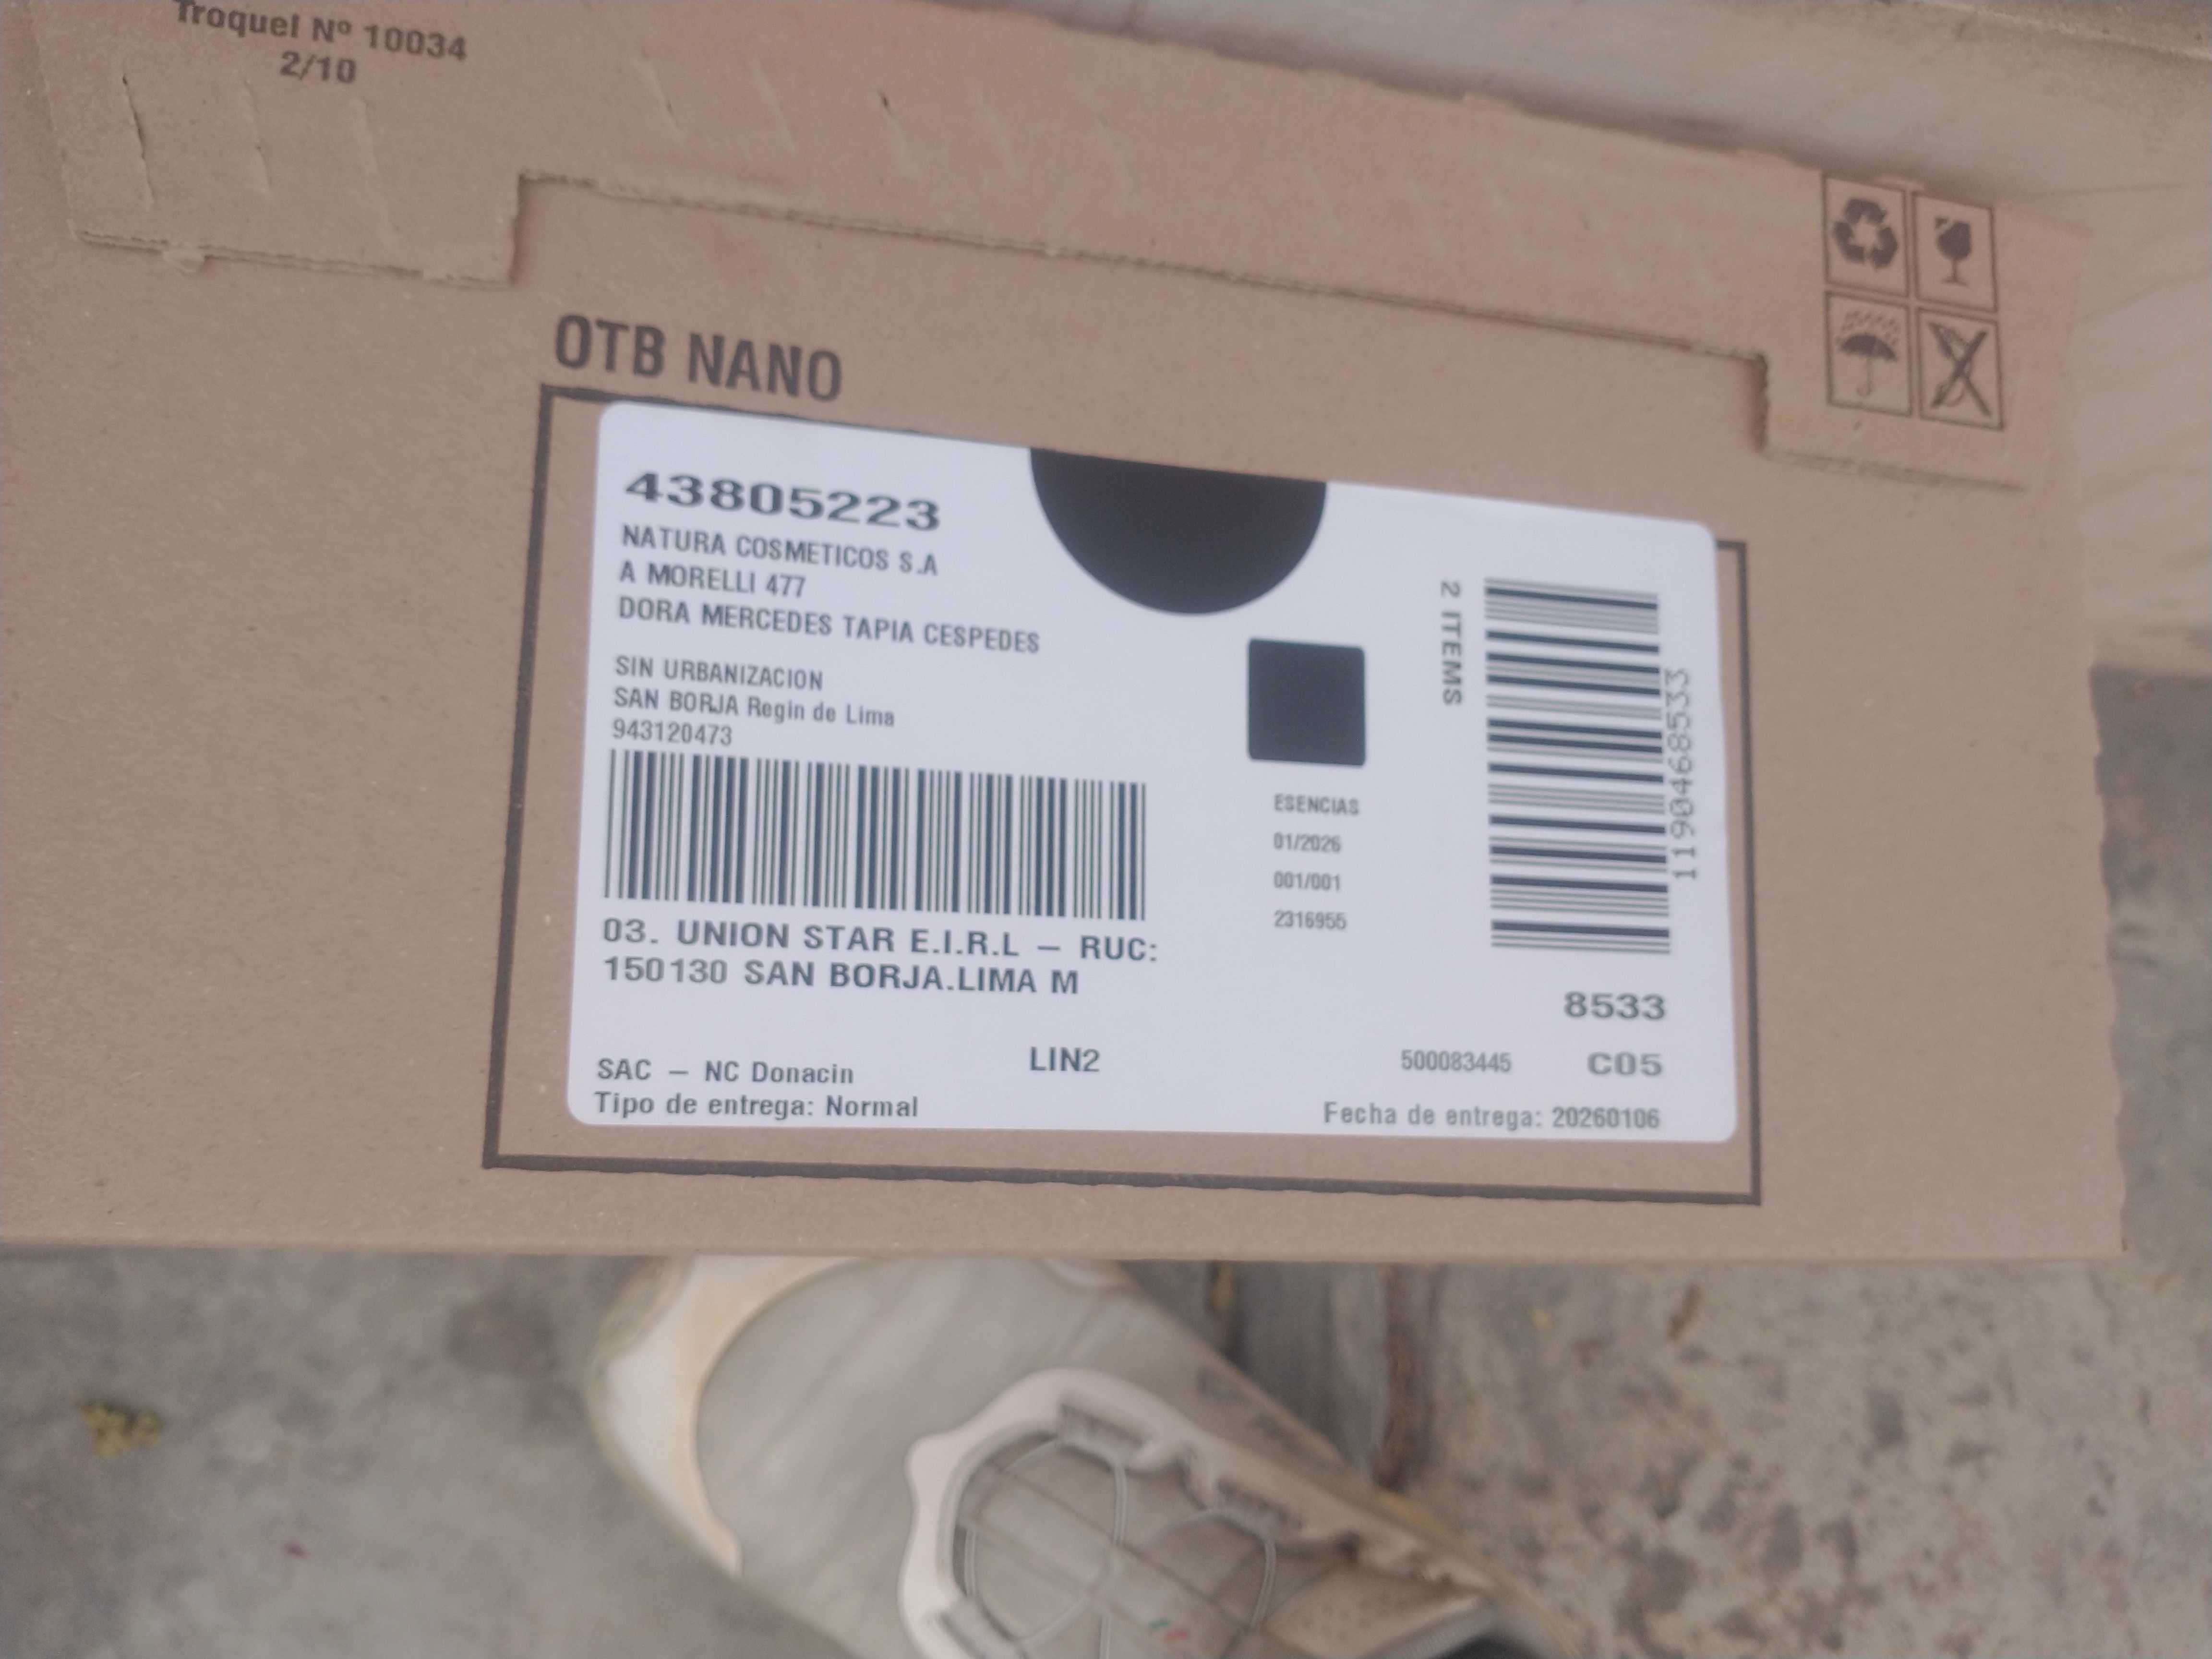 Troquel Nº 10034
2/10
OTB NANO
43805223
NATURA COSMETICOS S.A
A MORELLI 477
DORA MERCEDES TAPIA CESPEDES
SIN URBANIZACION
SAN BORJA Regin de Lima
943120473
03. UNION STAR E.I.R.L – RUC:
150130 SAN BORJA.LIMA M
SAC – NC Donacin
Tipo de entrega: Normal
LIN2
ESENCIAS
01/2026
001/001
2316955
2 ITEMS
1190468533
8533
500083445 C05
Fecha de entrega: 20260106